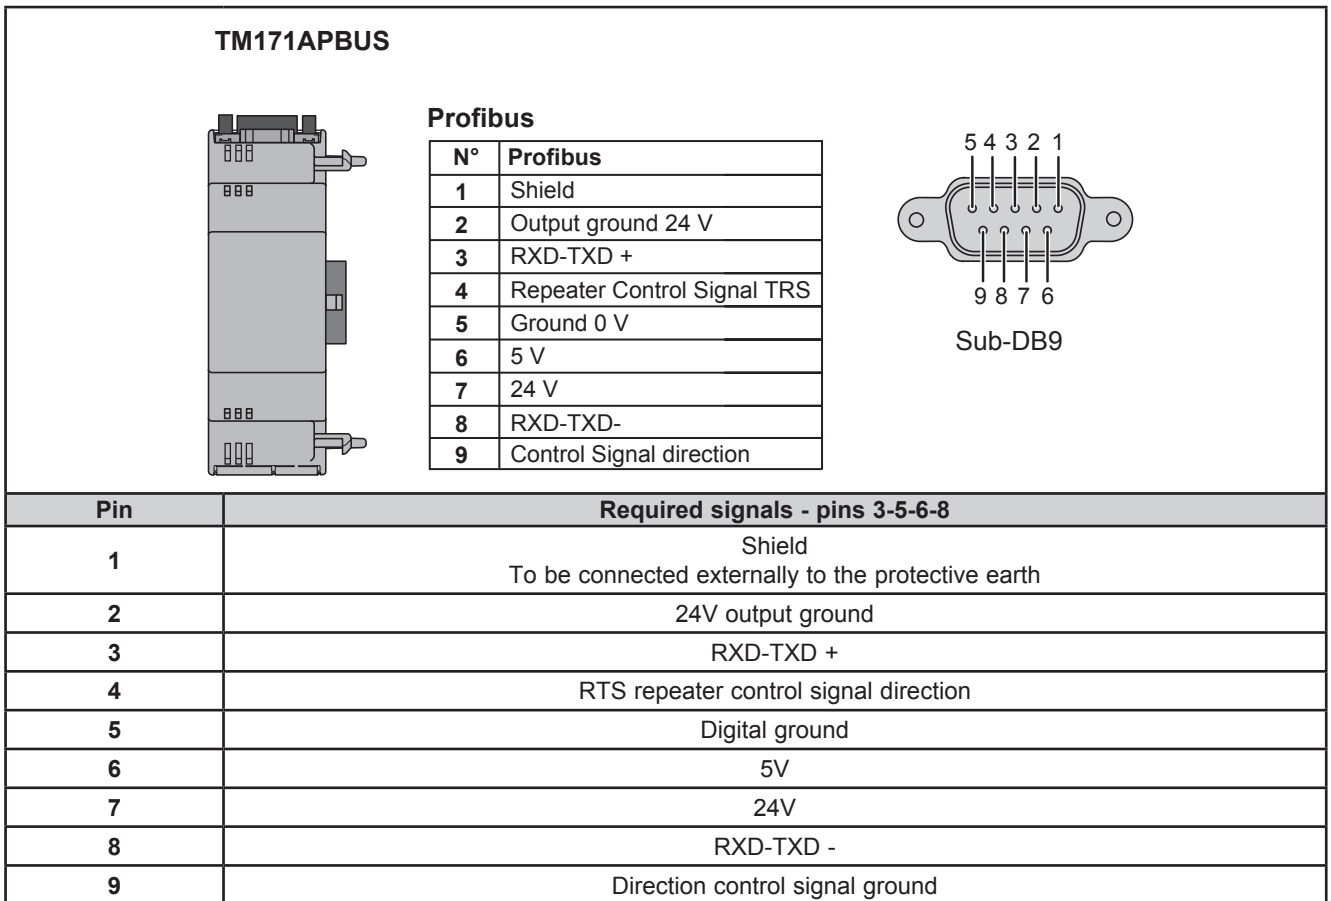 TM171APBUS
Profibus
N° Profibus
1 Shield
2 Output ground 24 V
3 RXD-TXD +
4 Repeater Control Signal TRS
5 Ground 0 V
6 5 V
7 24 V
8 RXD-TXD-
9 Control Signal direction
5 4 3 2 1
9 8 7 6
Sub-DB9
Pin Required signals - pins 3-5-6-8
1 Shield
To be connected externally to the protective earth
2 24V output ground
3 RXD-TXD +
4 RTS repeater control signal direction
5 Digital ground
6 5V
7 24V
8 RXD-TXD -
9 Direction control signal ground